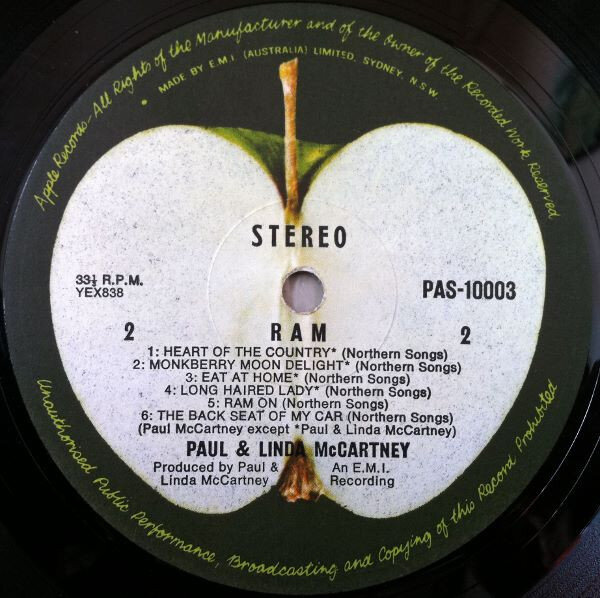 Apple Records–All Rights of the Manufacturer and of the Owner of the Recorded Work Reserved
• MADE BY E.M.I (AUSTRALIA) LIMITED, SYDNEY, N.S.W.
STEREO
33⅓ R.P.M.
YEX838
PAS-10003
2 RAM 2
1: HEART OF THE COUNTRY* (Northern Songs)
2: MONKBERRY MOON DELIGHT* (Northern Songs)
3: EAT AT HOME* (Northern Songs)
4: LONG HAIRED LADY* (Northern Songs)
5: RAM ON (Northern Songs)
6: THE BACK SEAT OF MY CAR (Northern Songs)
(Paul McCartney except *Paul & Linda McCartney)
PAUL & LINDA McCARTNEY
Produced by Paul & An E.M.I.
Linda McCartney Recording
Unauthorised Public Performance, Broadcasting and Copying of this Record Prohibited